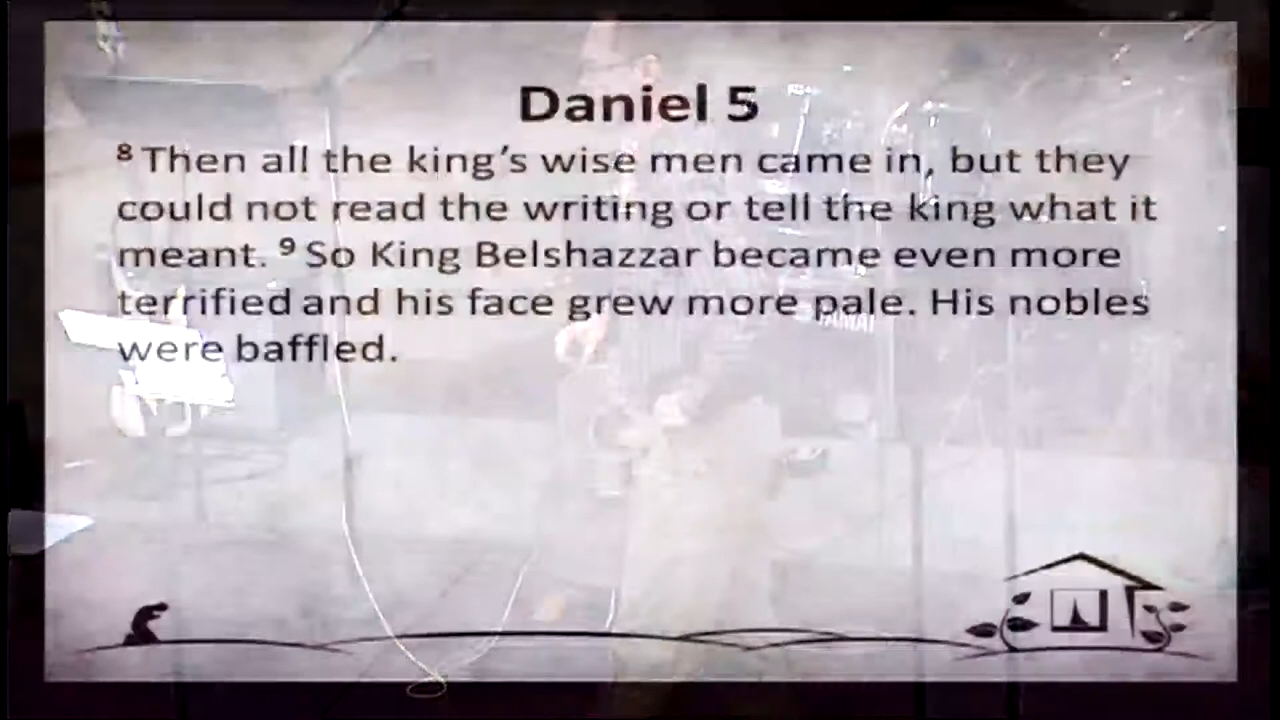 Daniel 5
8 Then all the king's wise men came in, but they
could not read the writing or tell the king what it
meant. 9 So King Belshazzar became even more
terrified and his face grew more pale. His nobles
were baffled.